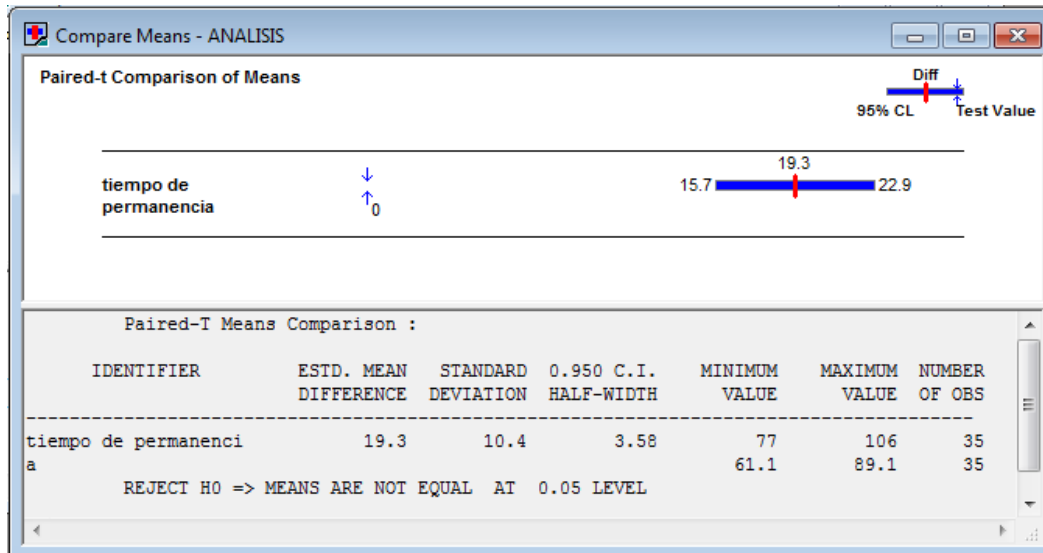 Compare Means - ANALISIS
Paired-t Comparison of Means
Diff
95% CL Test Value
19.3
tiempo de permanencia 0 15.7 22.9
Paired-T Means Comparison :
IDENTIFIER ESTD. MEAN STANDARD 0.950 C.I. MINIMUM MAXIMUM NUMBER
DIFFERENCE DEVIATION HALF-WIDTH VALUE VALUE OF OBS
tiempo de permanenci 19.3 10.4 3.58 77 106 35
a 61.1 89.1 35
REJECT H0 => MEANS ARE NOT EQUAL AT 0.05 LEVEL